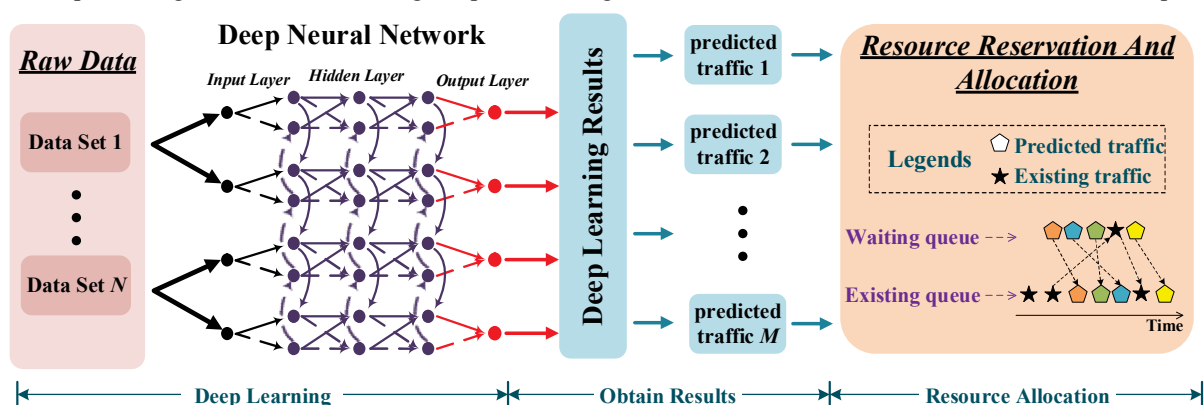 Raw Data
Data Set 1
Data Set N
Deep Neural Network
Input Layer
Hidden Layer
Output Layer
Deep Learning Results
predicted
traffic 1
predicted
traffic 2
predicted
traffic M
Resource Reservation And
Allocation
Legends
Predicted traffic
Existing traffic
Waiting queue
Existing queue
Time
Deep Learning
Obtain Results
Resource Allocation